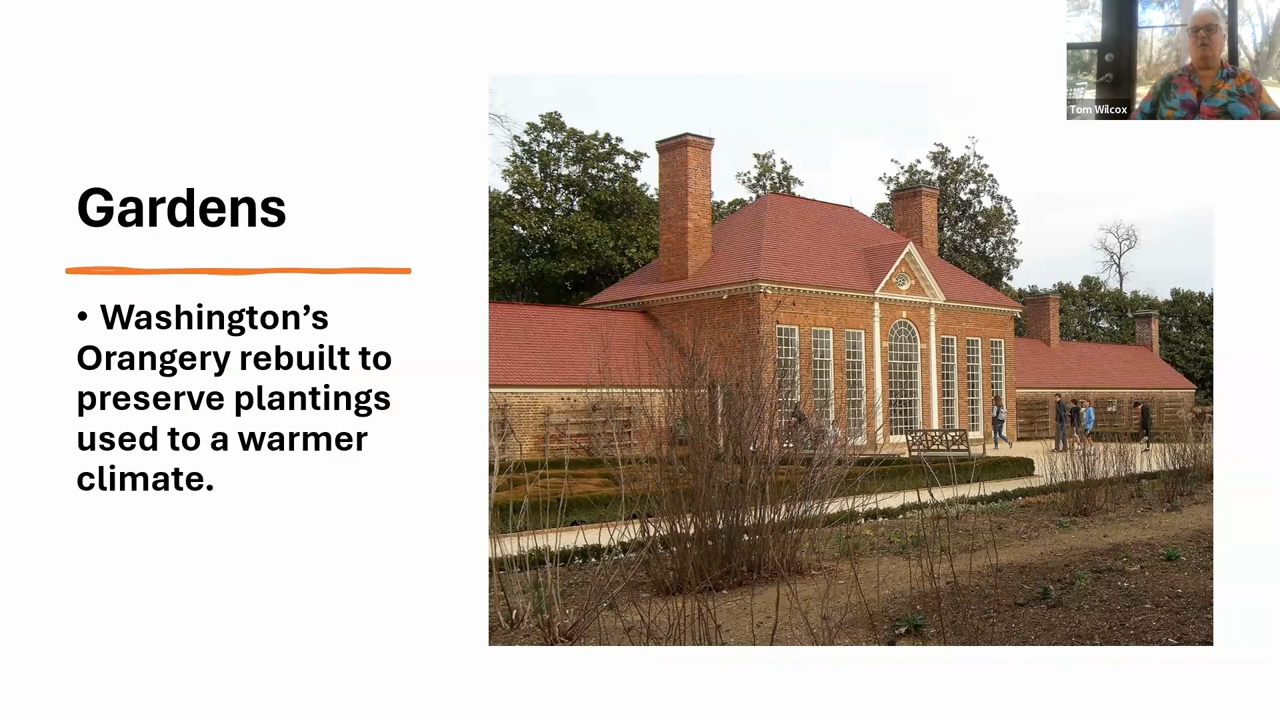 Tom Wilcox
Gardens
• Washington’s
Orangery rebuilt to
preserve plantings
used to a warmer
climate.